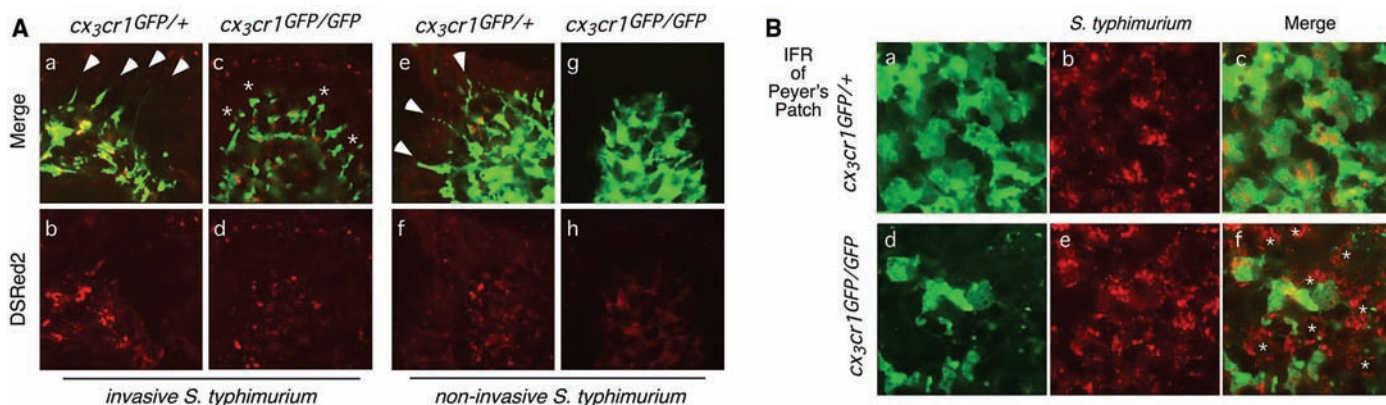 A
cx3cr1GFP/+
cx3cr1GFP/GFP
cx3cr1GFP/+
cx3cr1GFP/GFP
Merge
a
c
e
g
* * * *
DSRed2
b
d
f
h
invasive S. typhimurium
non-invasive S. typhimurium
B
IFR
of
Peyer's
Patch
S. typhimurium
Merge
cx3cr1GFP/+
a
b
c
cx3cr1GFP/GFP
d
e
f
* * * * * * * *